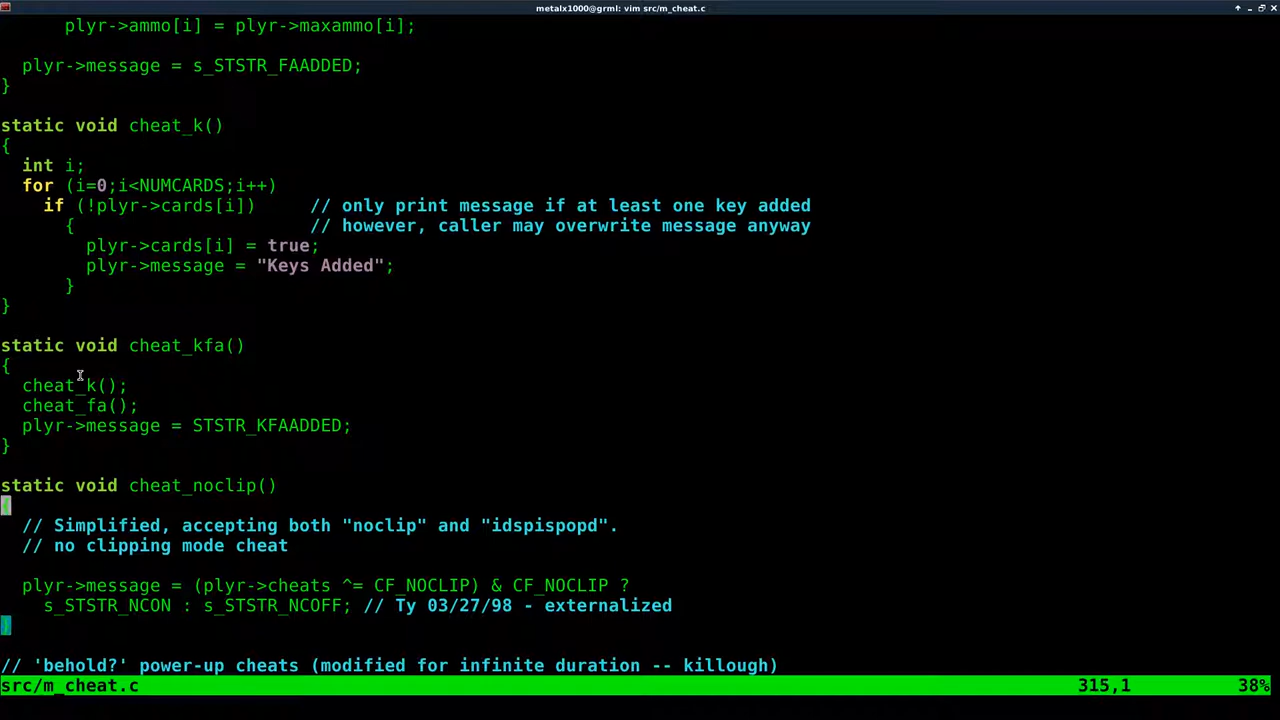 metalx1000@grml: vim src/m_cheat.c
plyr->ammo[i] = plyr->maxammo[i];
plyr->message = s_STSTR_FAADDED;
}
static void cheat_k()
{
int i;
for (i=0;i<NUMCARDS;i++)
if (!plyr->cards[i]) // only print message if at least one key added
{ // however, caller may overwrite message anyway
plyr->cards[i] = true;
plyr->message = "Keys Added";
}
}
static void cheat_kfa()
{
cheat_k();
cheat_fa();
plyr->message = STSTR_KFAADDED;
}
static void cheat_noclip()
{
// Simplified, accepting both "noclip" and "idspispopd".
// no clipping mode cheat
plyr->message = (plyr->cheats ^= CF_NOCLIP) & CF_NOCLIP ?
s_STSTR_NCON : s_STSTR_NCOFF; // Ty 03/27/98 - externalized
}
// 'behold?' power-up cheats (modified for infinite duration -- killough)
src/m_cheat.c 315,1 38%